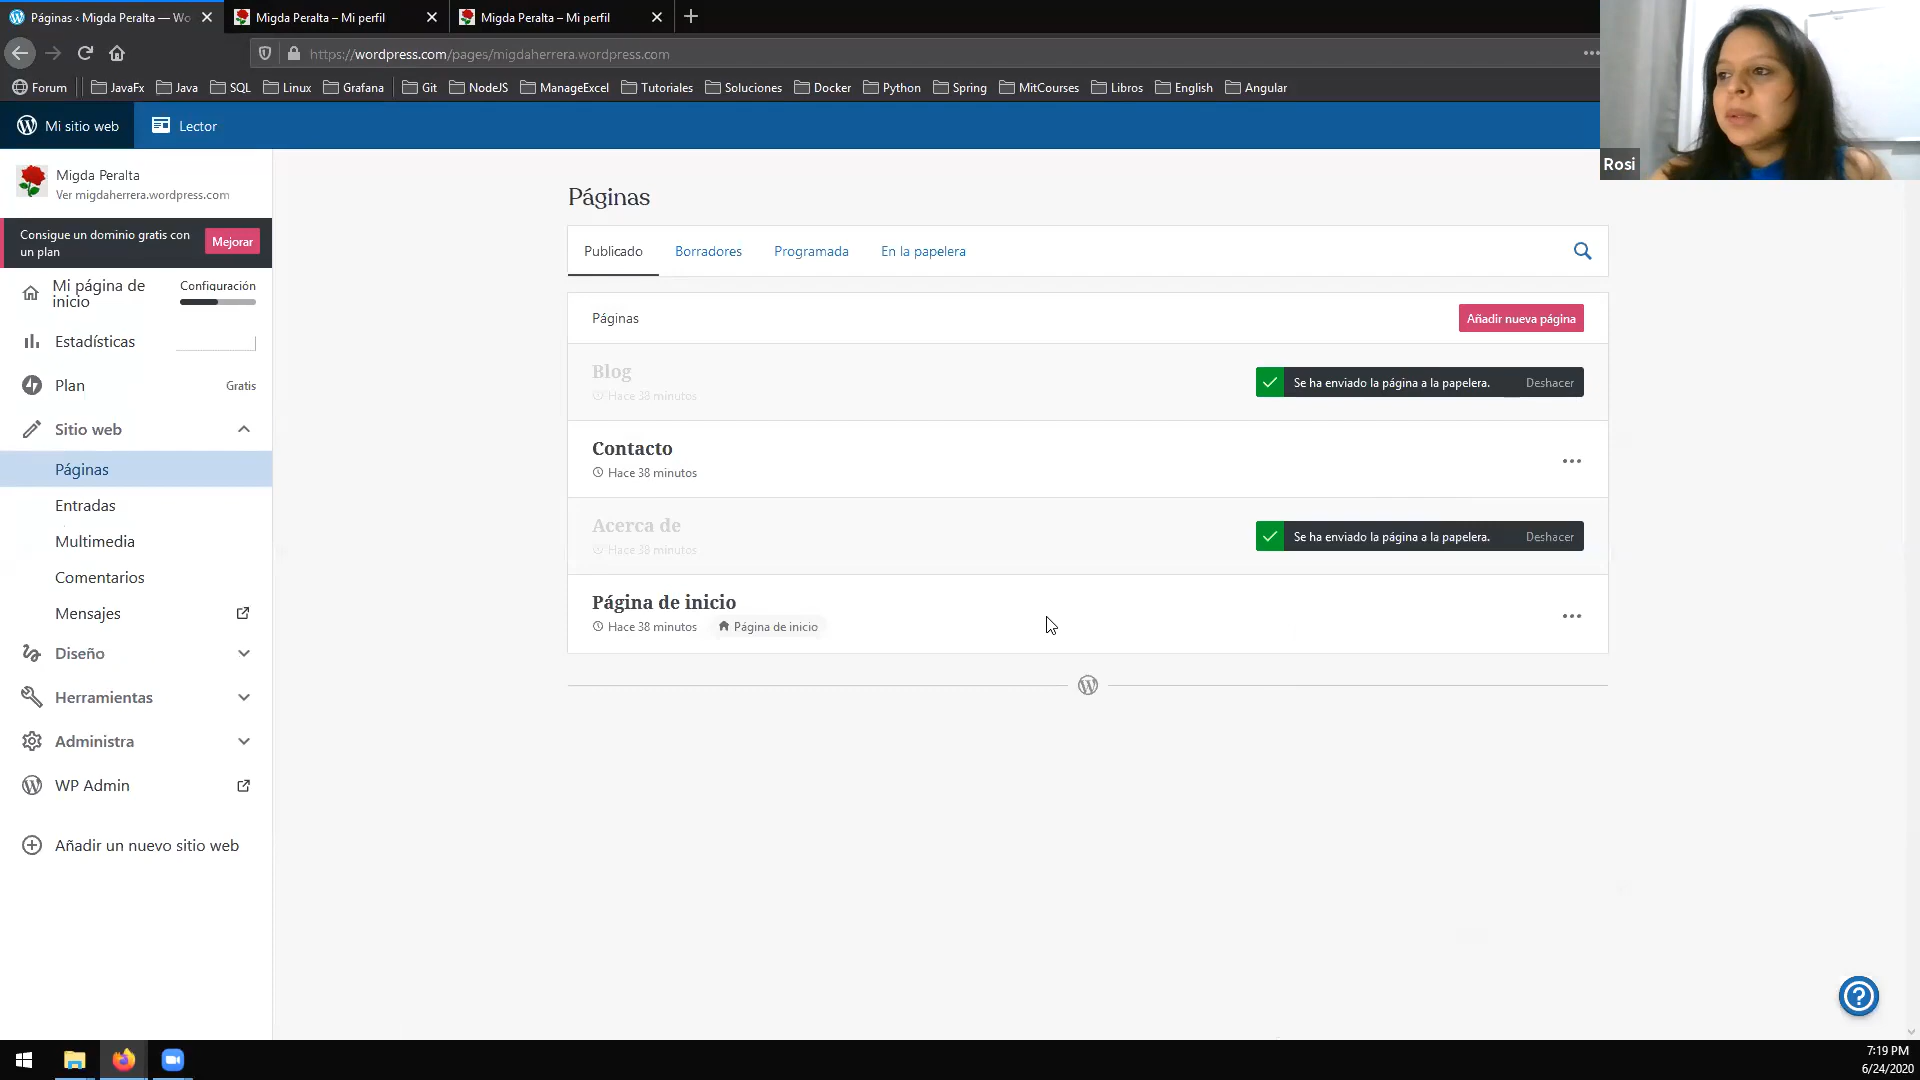 Páginas ‹ Migda Peralta — Wo
Migda Peralta – Mi perfil
Migda Peralta – Mi perfil
https://wordpress.com/pages/migdaherrera.wordpress.com
Forum
JavaFx
Java
SQL
Linux
Grafana
Git
NodeJS
ManageExcel
Tutoriales
Soluciones
Docker
Python
Spring
MitCourses
Libros
English
Angular
Mi sitio web
Lector
Rosi
Migda Peralta
Ver migdaherrera.wordpress.com
Consigue un dominio gratis con
un plan
Mejorar
Mi página de
inicio
Configuración
Estadísticas
Plan
Gratis
Sitio web
Páginas
Entradas
Multimedia
Comentarios
Mensajes
Diseño
Herramientas
Administra
WP Admin
Añadir un nuevo sitio web
Páginas
Publicado
Borradores
Programada
En la papelera
Páginas
Añadir nueva página
Blog
Hace 38 minutos
Se ha enviado la página a la papelera.
Deshacer
Contacto
Hace 38 minutos
Acerca de
Hace 38 minutos
Se ha enviado la página a la papelera.
Deshacer
Página de inicio
Hace 38 minutos
Página de inicio
7:19 PM
6/24/2020